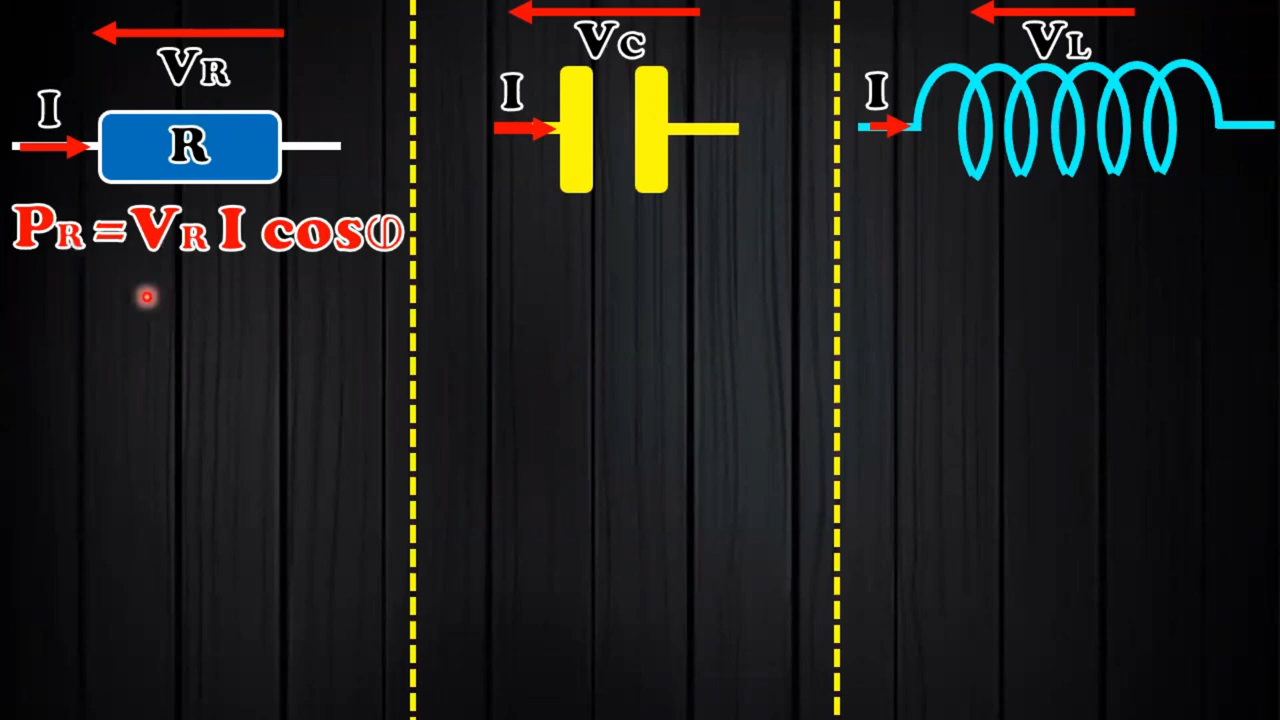 VR
I
R
PR = VR I cosφ
VC
I
VL
I